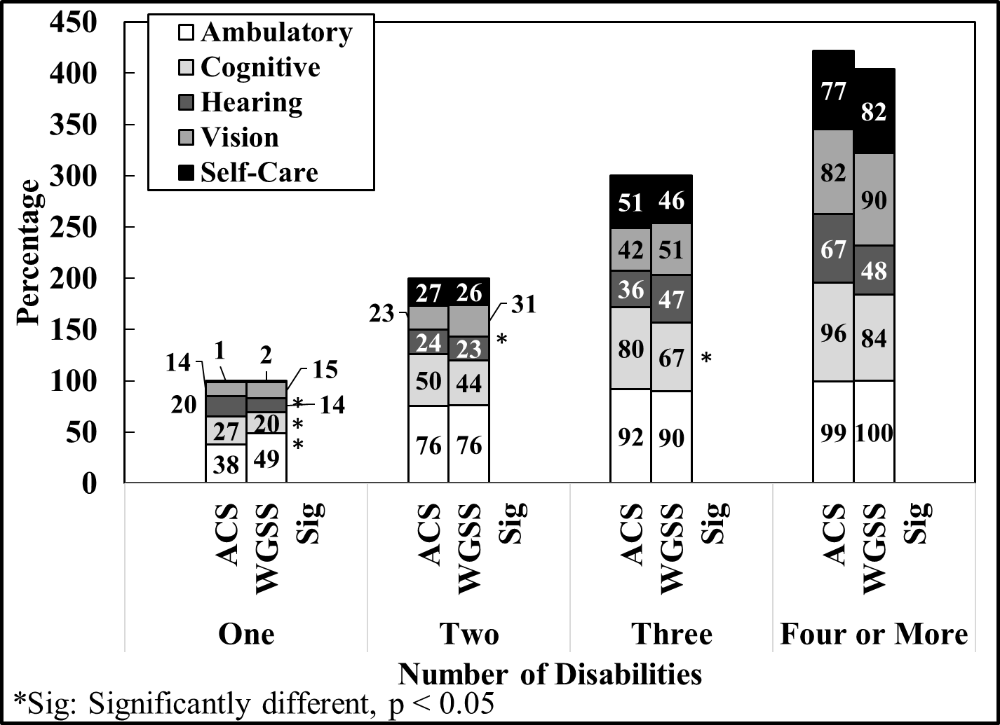 450
400
350
300
250
200
150
100
50
0
Percentage
Ambulatory
Cognitive
Hearing
Vision
Self-Care
14
1
2
15
20
14
27
20
38
49
*
*
*
27
26
23
31
24
23
*
50
44
76
76
51
46
42
51
36
47
80
67
*
92
90
77
82
82
90
67
48
96
84
99
100
ACS
WGSS
Sig
ACS
WGSS
Sig
ACS
WGSS
Sig
ACS
WGSS
One
Two
Three
Four or More
Number of Disabilities
*Sig: Significantly different, p < 0.05